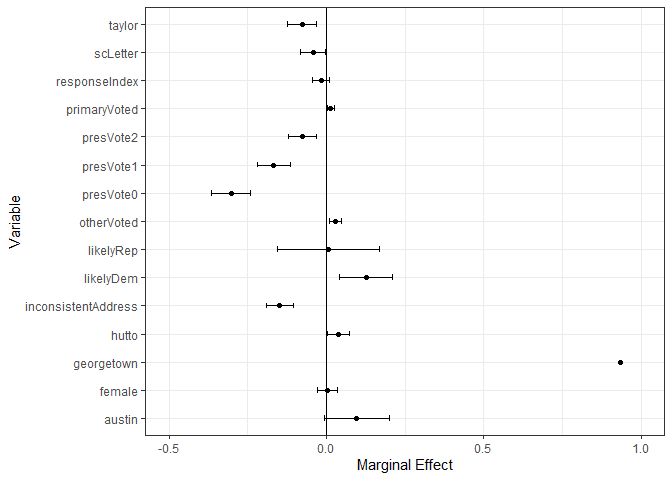 taylor
scLetter
responseIndex
primaryVoted
presVote2
presVote1
presVote0
otherVoted
likelyRep
likelyDem
inconsistentAddress
hutto
georgetown
female
austin
Variable
-0.5 0.0 0.5 1.0
Marginal Effect